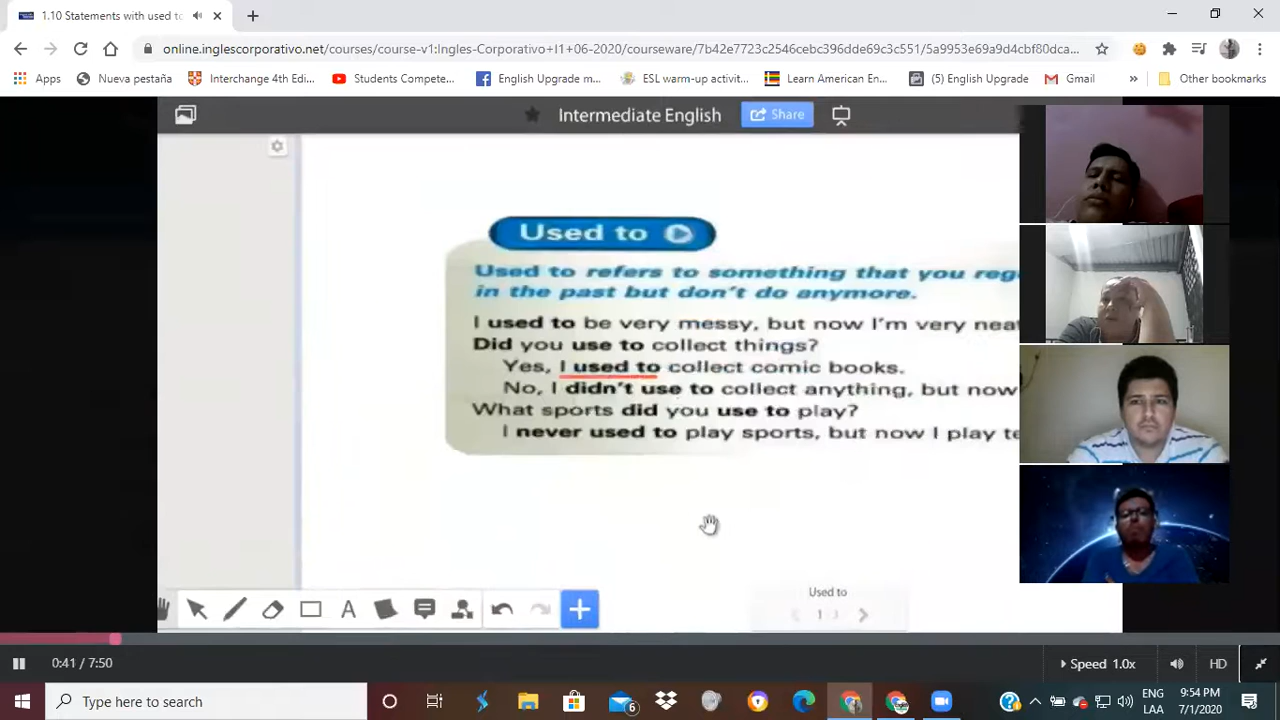 1.10 Statements with used to
online.inglescorporativo.net/courses/course-v1:Ingles-Corporativo+I1+06-2020/courseware/7b42e7723c2546cebc3960dde69c3c551/5a9953e69a9d4cbf80dca...
Apps Nueva pestaña Interchange 4th Edi... Students Compete... English Upgrade m... ESL warm-up activit... Learn American En... (5) English Upgrade Gmail » Other bookmarks
Intermediate English Share
Used to
Used to refers to something that you reg
in the past but don't do anymore.
I used to be very messy, but now I'm very neat
Did you use to collect things?
Yes, I used to collect comic books.
No, I didn't use to collect anything, but now
What sports did you use to play?
I never used to play sports, but now I play te
Used to
1
0:41 / 7:50 Speed 1.0x HD
Type here to search
6
ENG
LAA
9:54 PM
7/1/2020